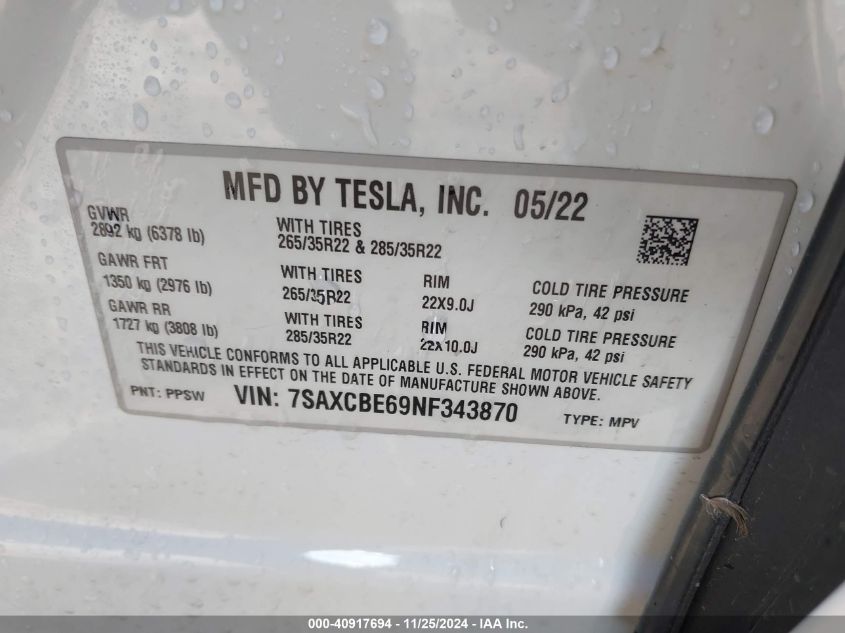 MFD BY TESLA, INC. 05/22
GVWR
2892 kg (6378 lb)
WITH TIRES
265/35R22 & 285/35R22
GAWR FRT
1350 kg (2976 lb)
WITH TIRES
265/35R22
RIM
22X9.0J
COLD TIRE PRESSURE
290 kPa, 42 psi
GAWR RR
1727 kg (3808 lb)
WITH TIRES
285/35R22
RIM
22X10.0J
COLD TIRE PRESSURE
290 kPa, 42 psi
THIS VEHICLE CONFORMS TO ALL APPLICABLE U.S. FEDERAL MOTOR VEHICLE SAFETY
STANDARDS IN EFFECT ON THE DATE OF MANUFACTURE SHOWN ABOVE.
PNT: PPSW VIN: 7SAXCBE69NF343870 TYPE: MPV
000-40917694 - 11/25/2024 - IAA Inc.